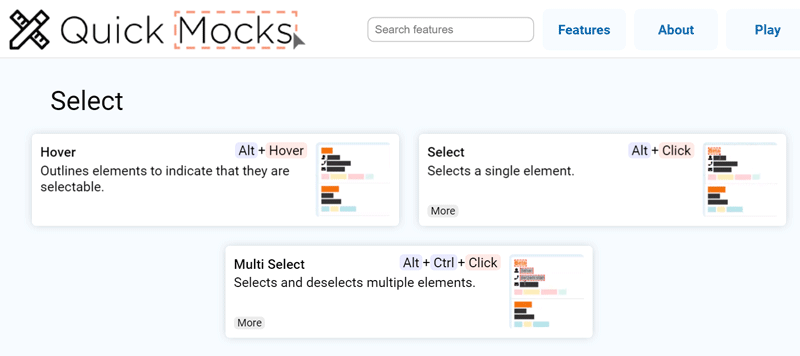 Quick Mocks
Search features
Features
About
Play
Select
Hover
Alt + Hover
Outlines elements to indicate that they are
selectable.
Select
Alt + Click
Selects a single element.
More
Multi Select
Alt + Ctrl + Click
Selects and deselects multiple elements.
More